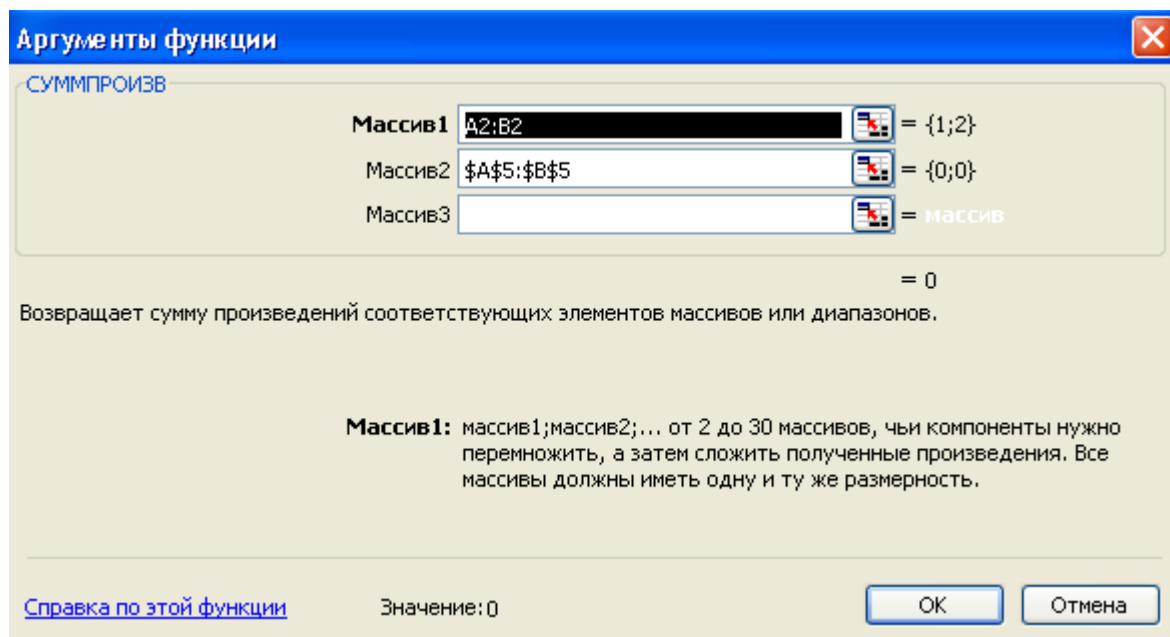 Аргументы функции
СУММПРОИЗВ
Массив1 A2:B2 = {1;2}
Массив2 $A$5:$B$5 = {0;0}
Массив3 = массив
= 0
Возвращает сумму произведений соответствующих элементов массивов или диапазонов.
Массив1: массив1;массив2;... от 2 до 30 массивов, чьи компоненты нужно
перемножить, а затем сложить полученные произведения. Все
массивы должны иметь одну и ту же размерность.
Справка по этой функции Значение:0 ОК Отмена